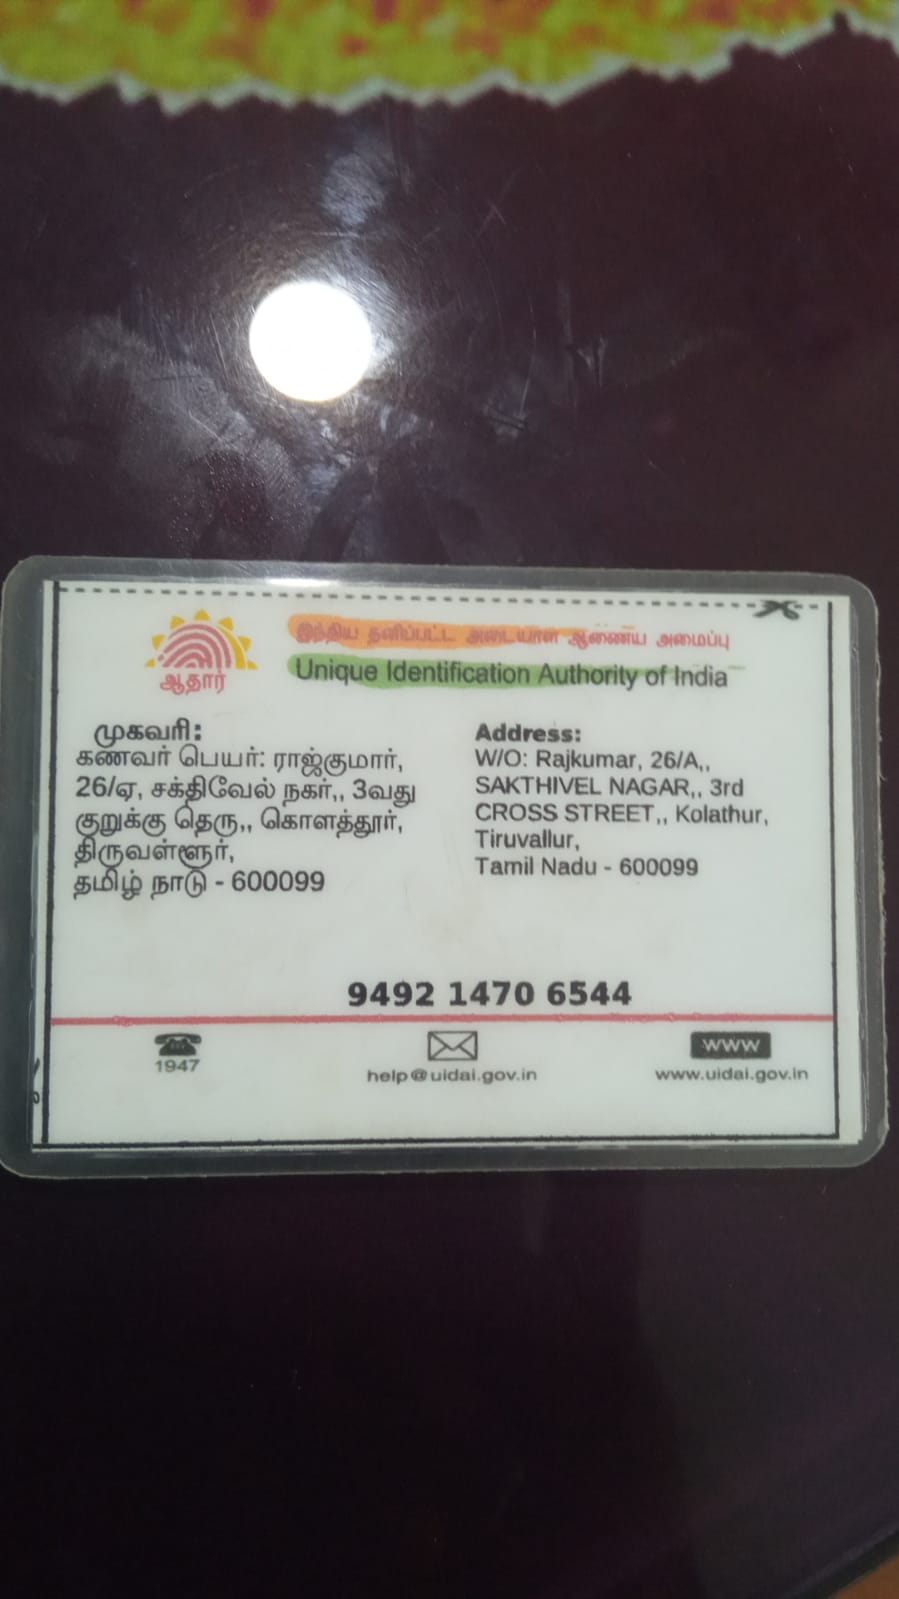 இந்திய தனிப்பட்ட அடையாள ஆணைய அமைப்பு
Unique Identification Authority of India
ஆதார்
முகவரி:
கணவர் பெயர்: ராஜ்குமார்,
26/ஏ, சக்திவேல் நகர்,, 3வது
குறுக்கு தெரு,, கொளத்தூர்,
திருவள்ளூர்,
தமிழ் நாடு - 600099
Address:
W/O: Rajkumar, 26/A,,
SAKTHIVEL NAGAR,, 3rd
CROSS STREET,, Kolathur,
Tiruvallur,
Tamil Nadu - 600099
9492 1470 6544
1947
help@uidai.gov.in
www
www.uidai.gov.in